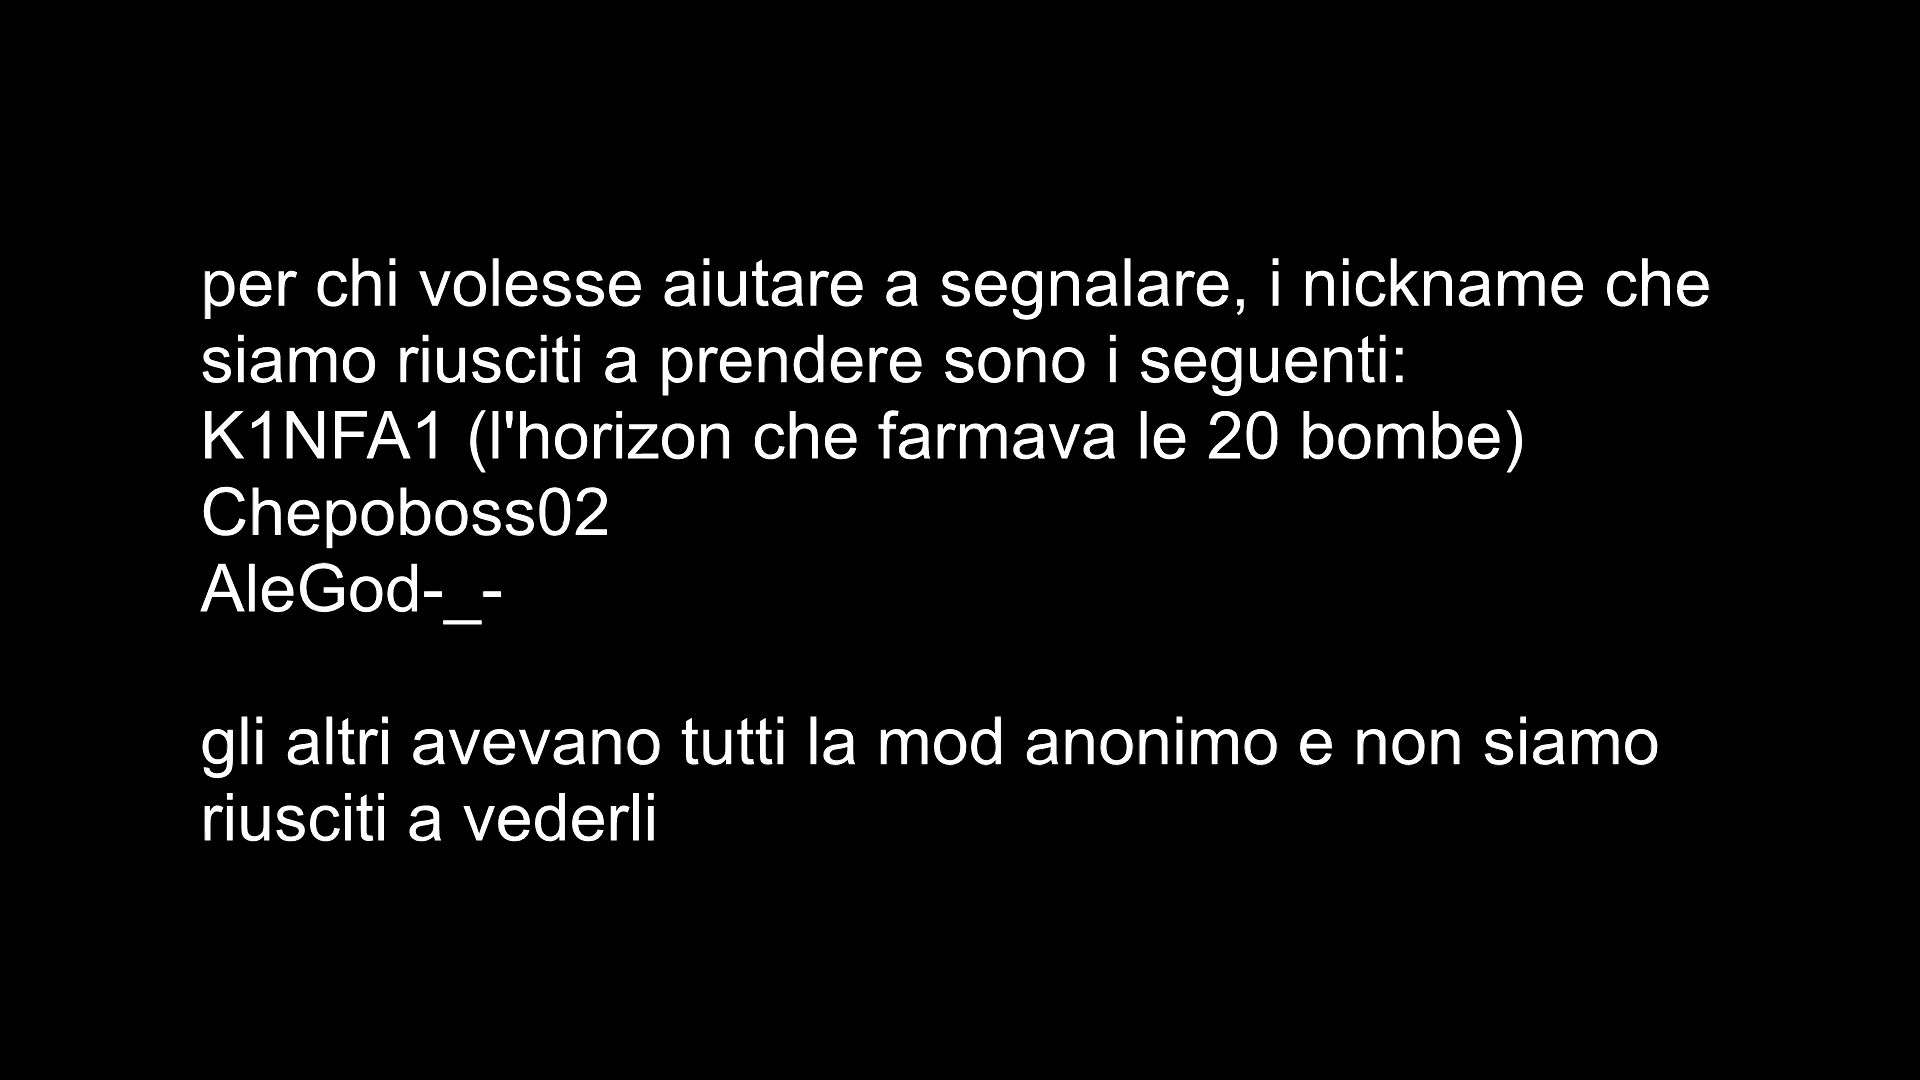 per chi volesse aiutare a segnalare, i nickname che
siamo riusciti a prendere sono i seguenti:
K1NFA1 (l'horizon che farmava le 20 bombe)
Chepoboss02
AleGod-_-
gli altri avevano tutti la mod anonimo e non siamo
riusciti a vederli